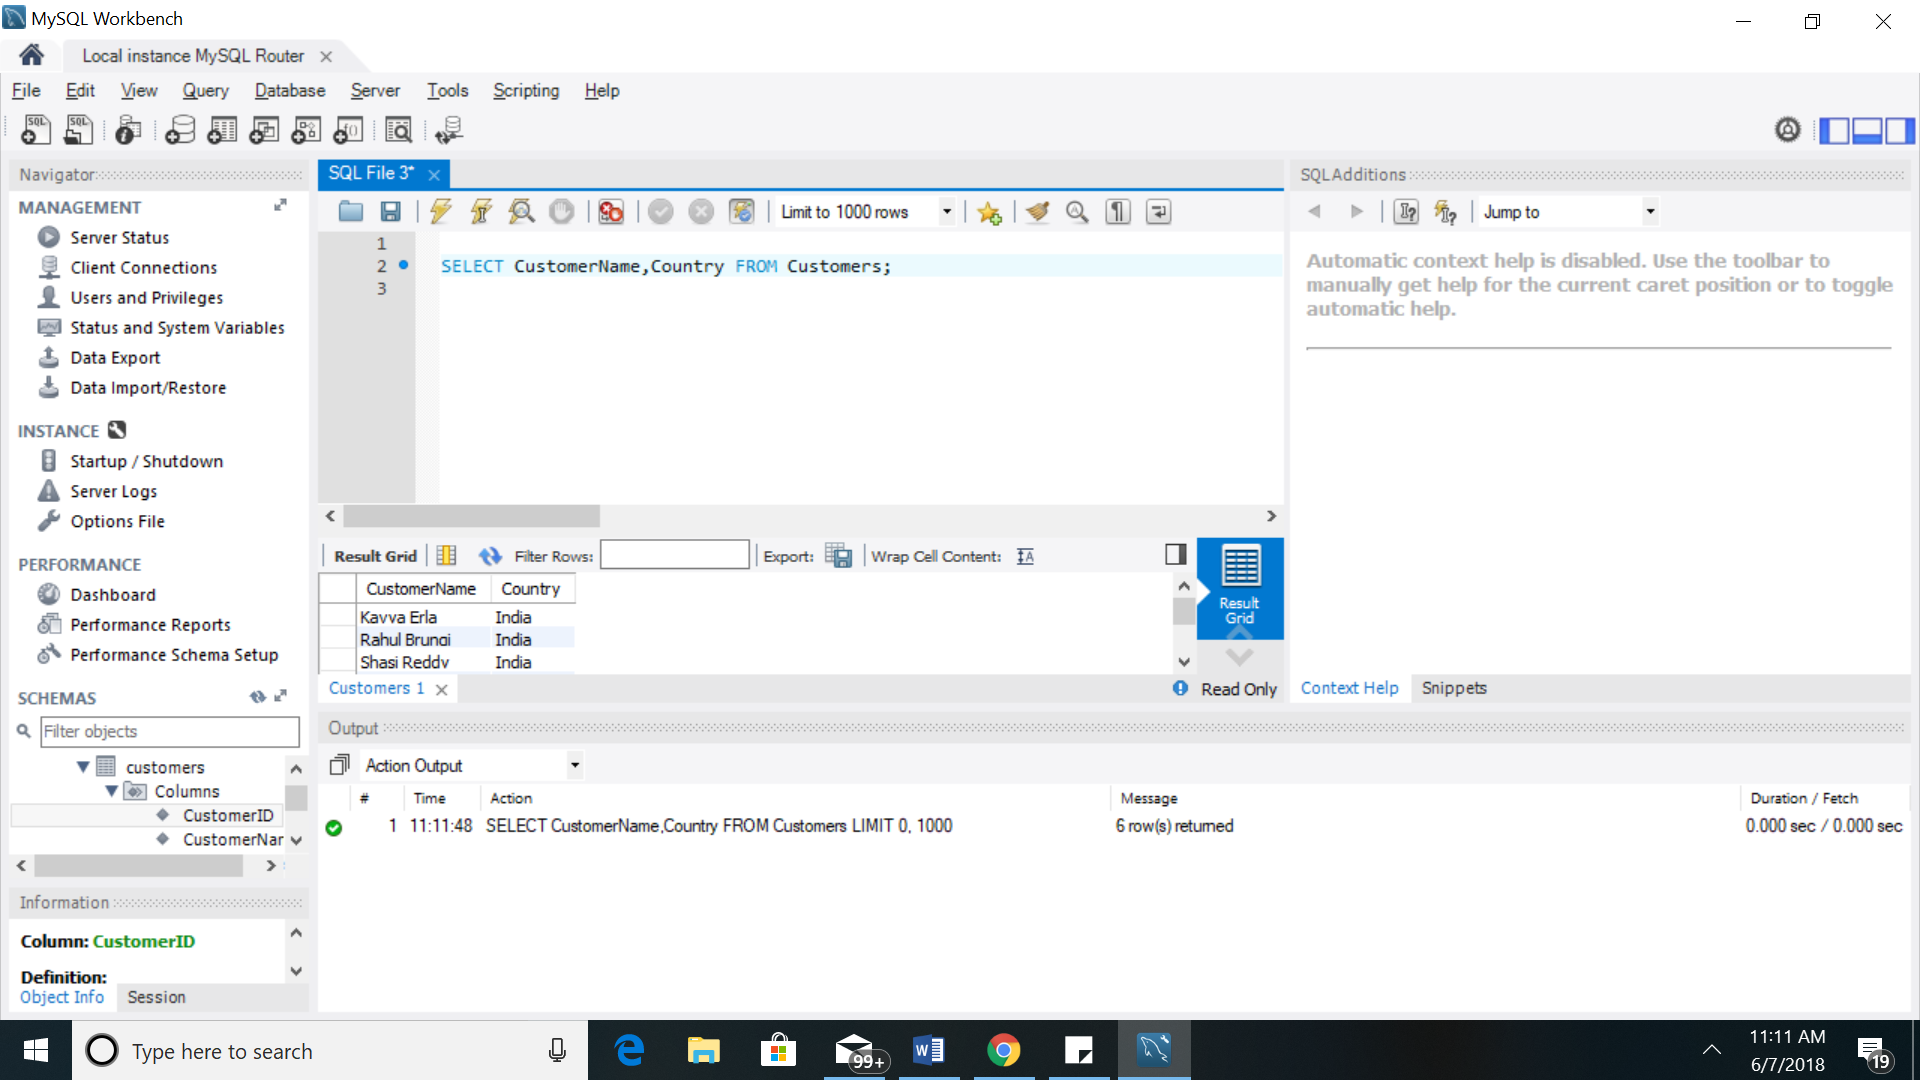 MySQL Workbench
Local instance MySQL Router
File Edit View Query Database Server Tools Scripting Help
Navigator
MANAGEMENT
Server Status
Client Connections
Users and Privileges
Status and System Variables
Data Export
Data Import/Restore
INSTANCE
Startup / Shutdown
Server Logs
Options File
PERFORMANCE
Dashboard
Performance Reports
Performance Schema Setup
SCHEMAS
Filter objects
customers
Columns
CustomerID
CustomerNar
Information
Column: CustomerID
Definition:
Object Info Session
SQL File 3*
Limit to 1000 rows
1
2 SELECT CustomerName,Country FROM Customers;
3
Result Grid Filter Rows: Export: Wrap Cell Content:
CustomerName Country
Kavya Erla India
Rahul Brungi India
Shasi Reddy India
Result
Grid
Customers 1
Read Only
SQLAdditions
Jump to
Automatic context help is disabled. Use the toolbar to
manually get help for the current caret position or to toggle
automatic help.
Context Help Snippets
Output
Action Output
# Time Action Message Duration / Fetch
1 11:11:48 SELECT CustomerName,Country FROM Customers LIMIT 0, 1000 6 row(s) returned 0.000 sec / 0.000 sec
Type here to search
99+
11:11 AM
6/7/2018
19